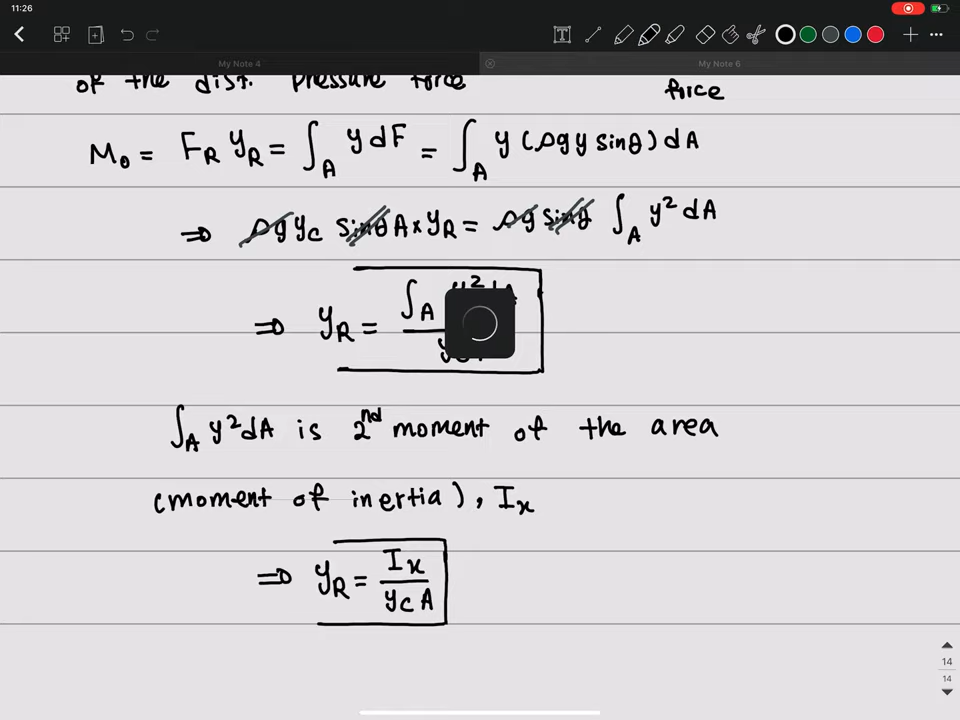 11:26
My Note 4
My Note 6
of the dist. pressure force
force
M₀ = F_R y_R = ∫_A y dF = ∫_A y (ρg y sinθ) dA
⇒ ρg y_c sinθ A × y_R = ρg sinθ ∫_A y² dA
⇒ y_R = ∫_A
∫_A y² dA is 2nd moment of the area
(moment of inertia), I_x
⇒ y_R = I_x / y_c A
14
14